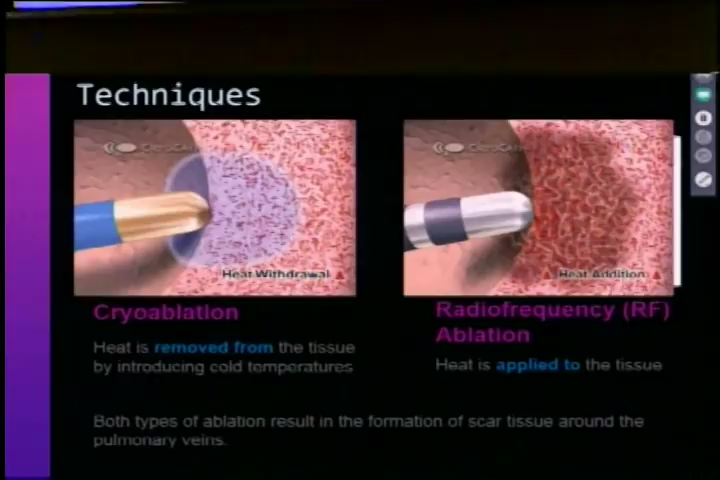 Techniques
Heat Withdrawal
Heat Addition
Cryoablation
Heat is removed from the tissue
by introducing cold temperatures
Radiofrequency (RF)
Ablation
Heat is applied to the tissue
Both types of ablation result in the formation of scar tissue around the
pulmonary veins.